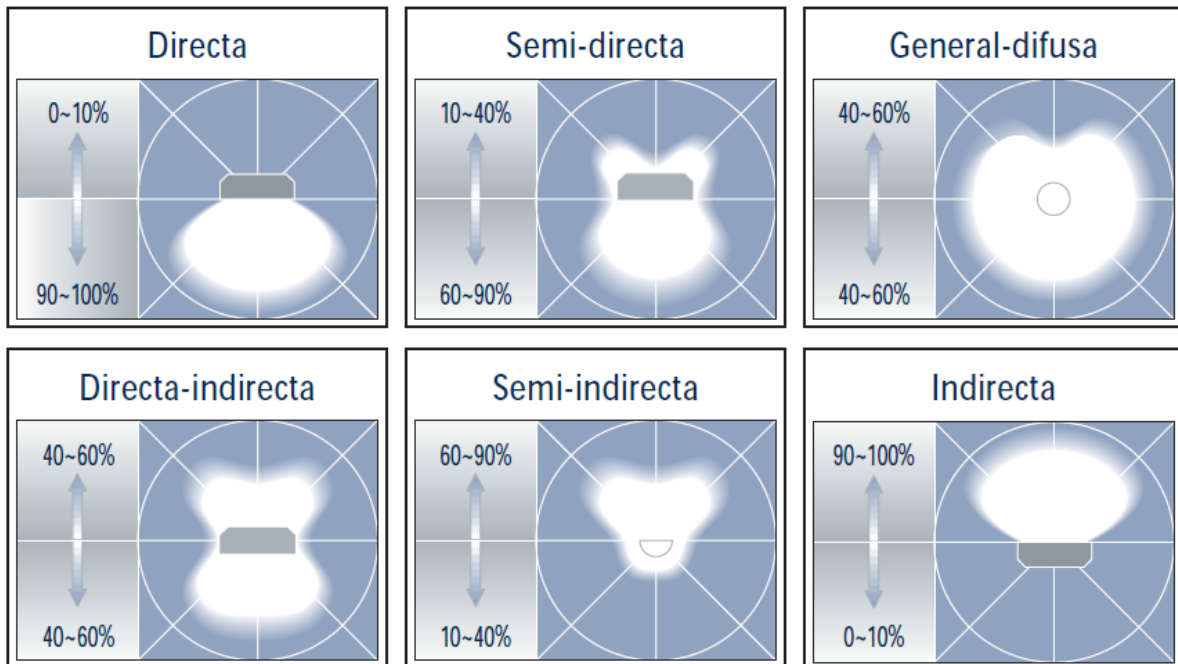 Directa
0~10%
90~100%
Semi-directa
10~40%
60~90%
General-difusa
40~60%
40~60%
Directa-indirecta
40~60%
40~60%
Semi-indirecta
60~90%
10~40%
Indirecta
90~100%
0~10%